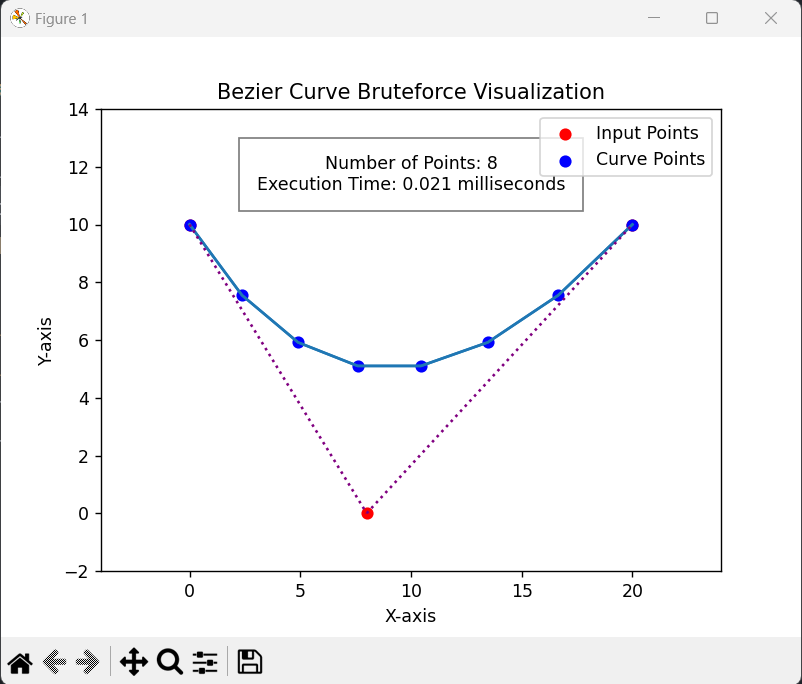 Figure 1
Bezier Curve Bruteforce Visualization
Input Points
Curve Points
Number of Points: 8
Execution Time: 0.021 milliseconds
14
12
10
8
6
4
2
0
−2
Y-axis
0 5 10 15 20
X-axis